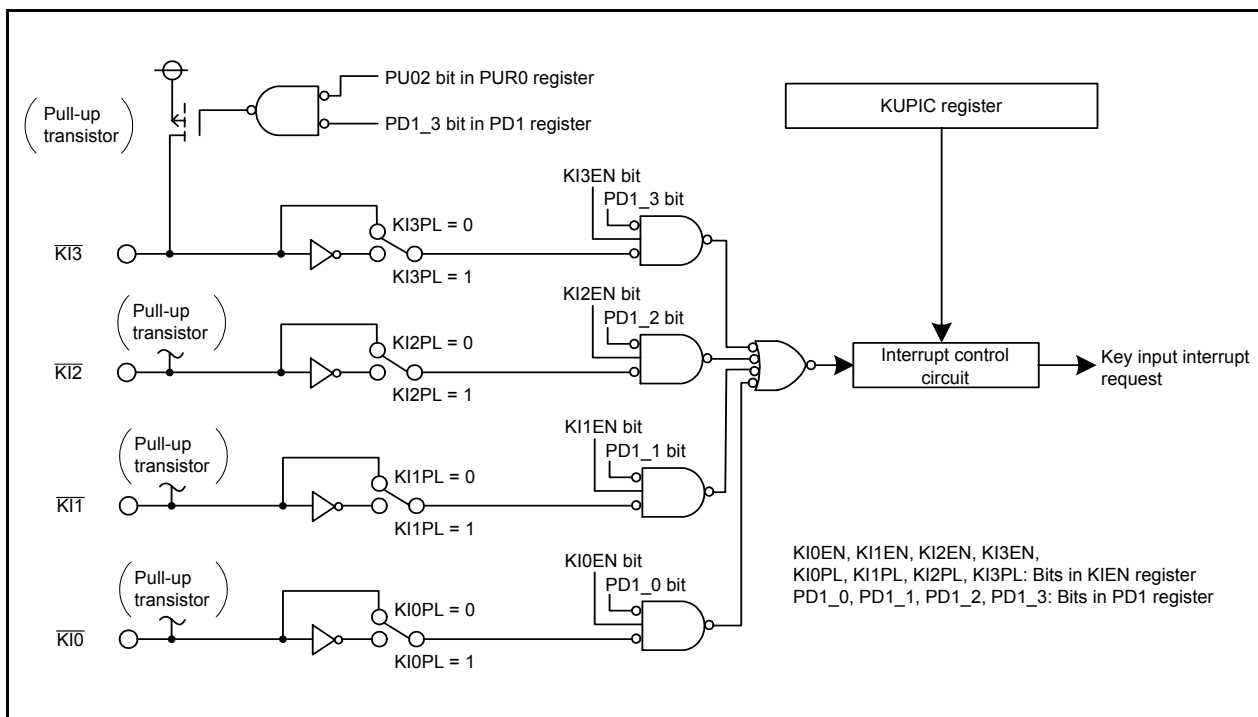 PU02 bit in PUR0 register
KUPIC register
Pull-up
transistor
PD1_3 bit in PD1 register
KI3EN bit
PD1_3 bit
KI3PL = 0
KI3
KI3PL = 1
Pull-up
transistor
KI2EN bit
PD1_2 bit
KI2PL = 0
KI2
KI2PL = 1
Interrupt control
circuit
Key input interrupt
request
Pull-up
transistor
KI1EN bit
PD1_1 bit
KI1PL = 0
KI1
KI1PL = 1
Pull-up
transistor
KI0EN bit
PD1_0 bit
KI0PL = 0
KI0
KI0PL = 1
KI0EN, KI1EN, KI2EN, KI3EN,
KI0PL, KI1PL, KI2PL, KI3PL: Bits in KIEN register
PD1_0, PD1_1, PD1_2, PD1_3: Bits in PD1 register